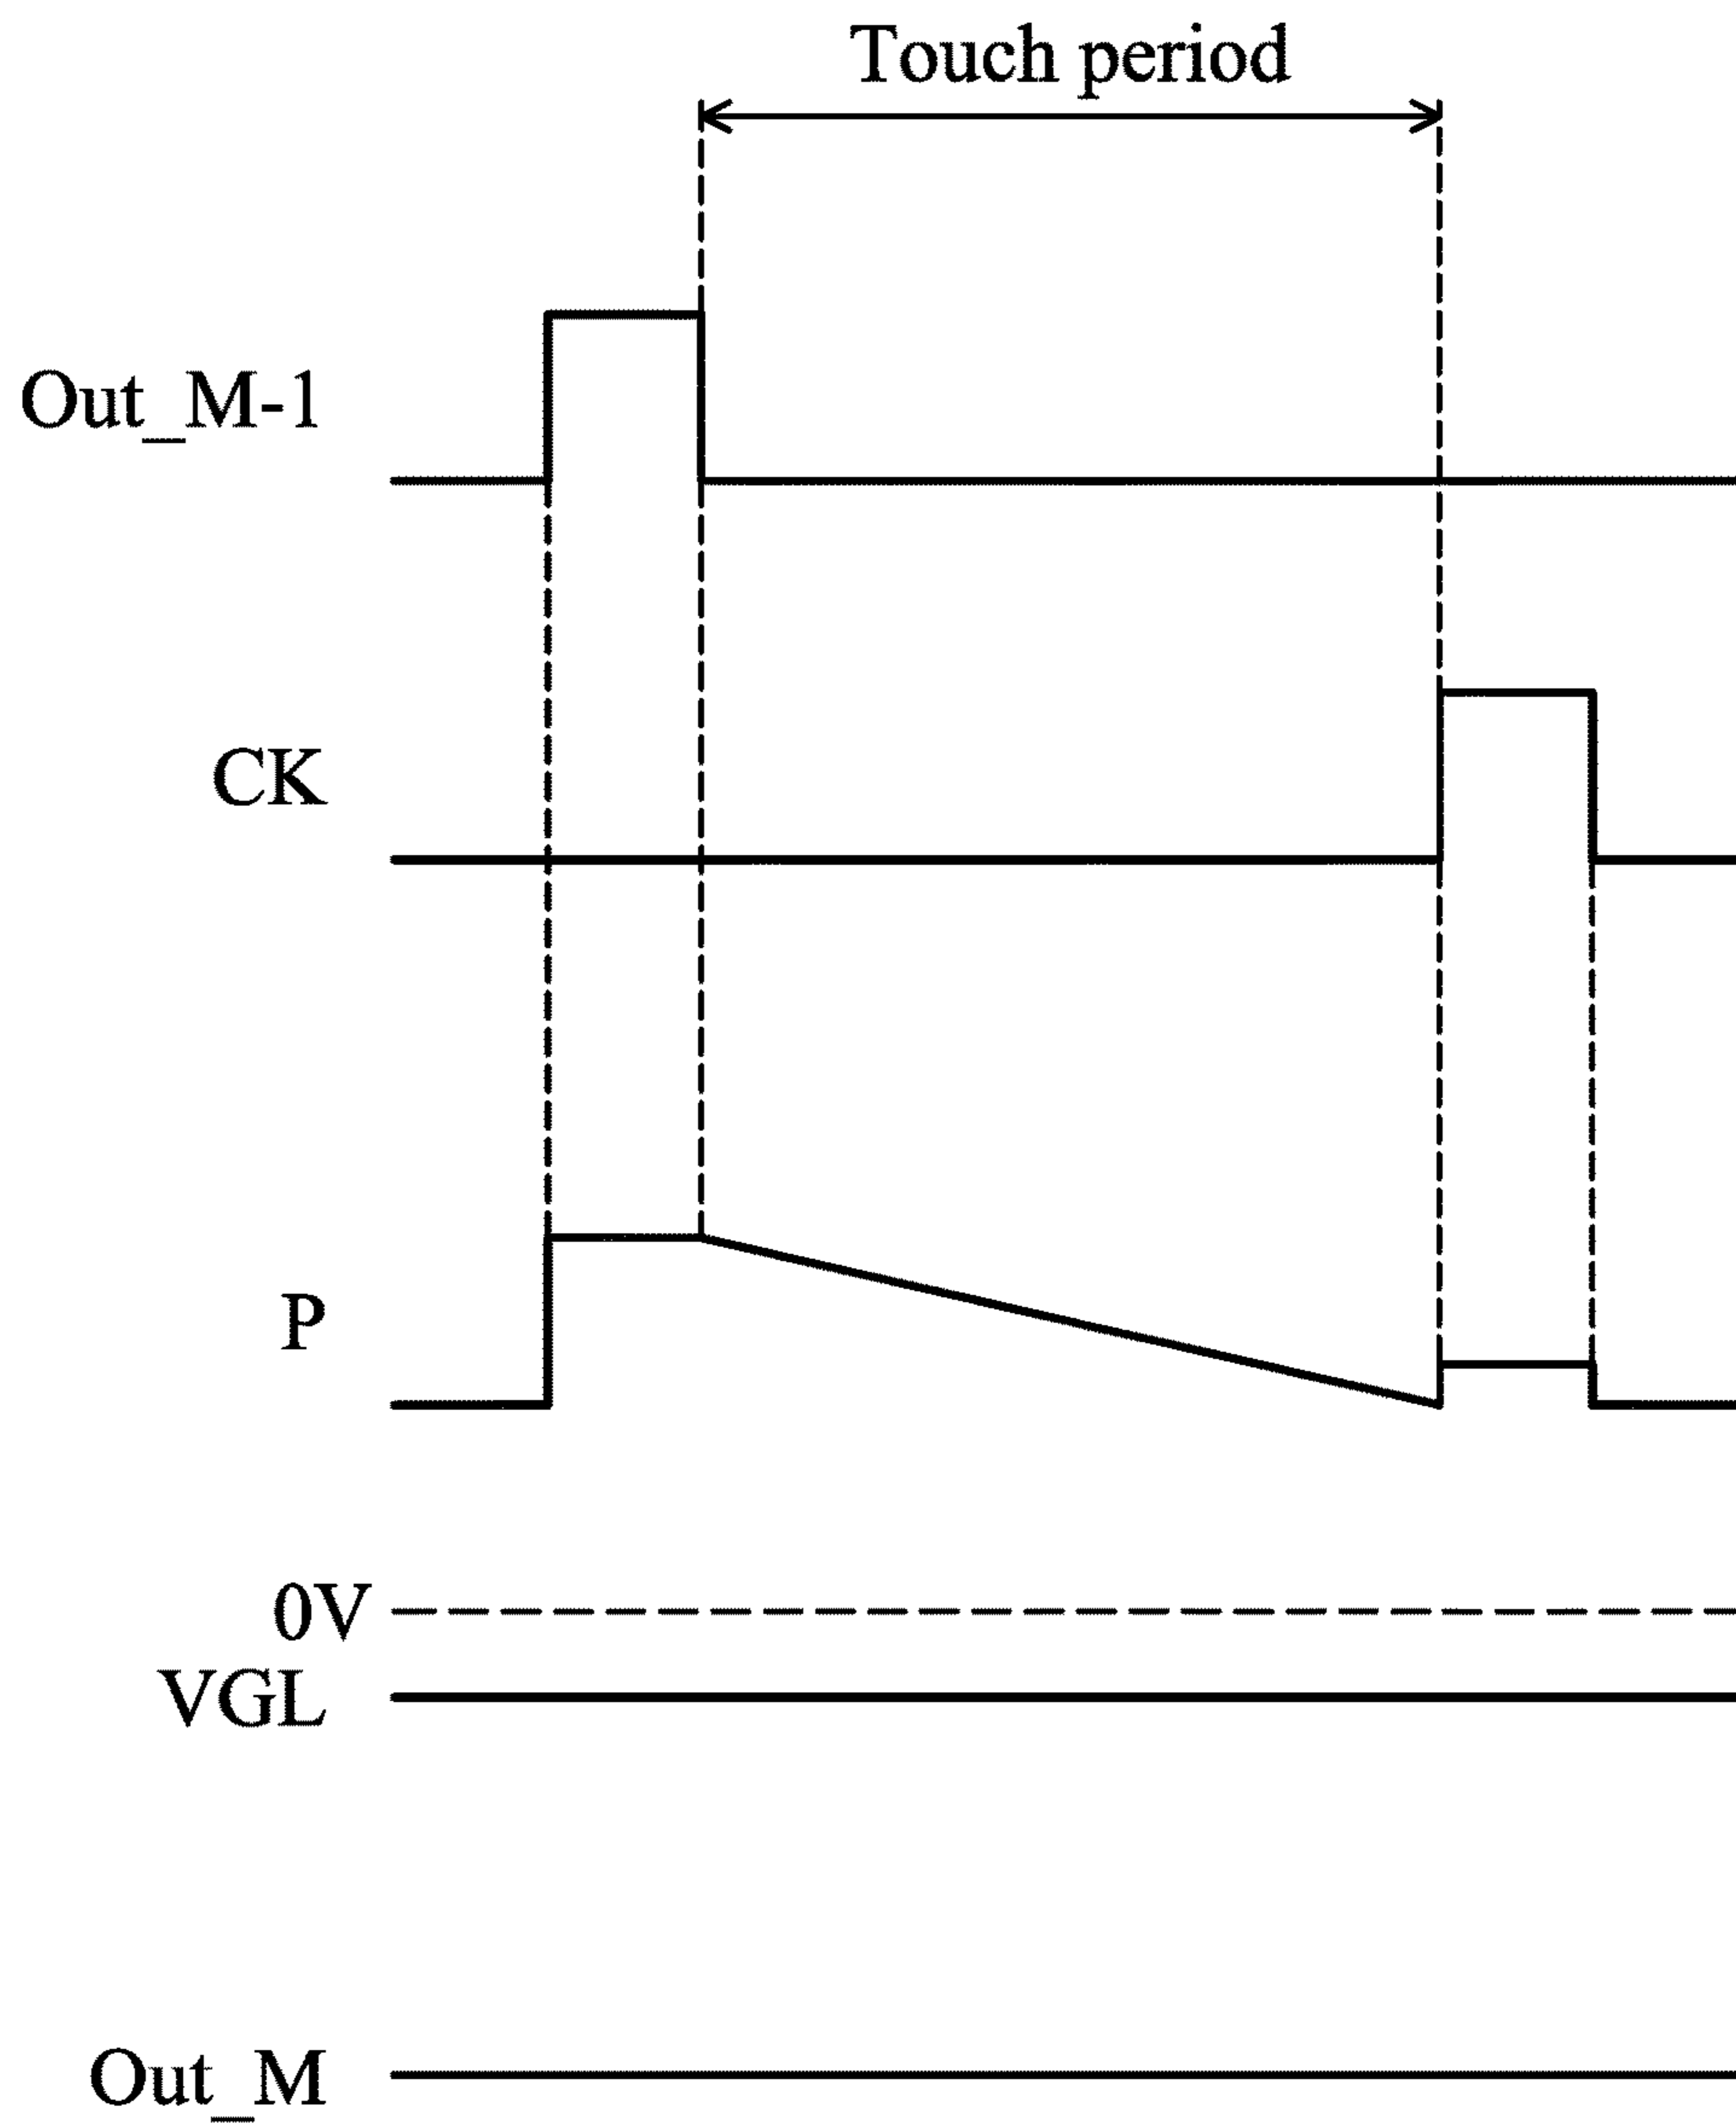 Touch period
Out_M-1
CK
P
0V
VGL
Out_M